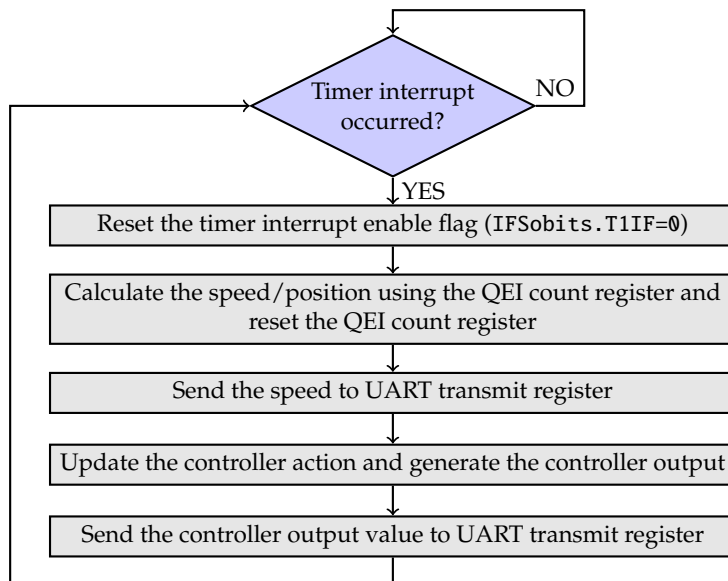 Timer interrupt
occurred?
NO
YES
Reset the timer interrupt enable flag (IFSobits.T1IF=0)
Calculate the speed/position using the QEI count register and
reset the QEI count register
Send the speed to UART transmit register
Update the controller action and generate the controller output
Send the controller output value to UART transmit register